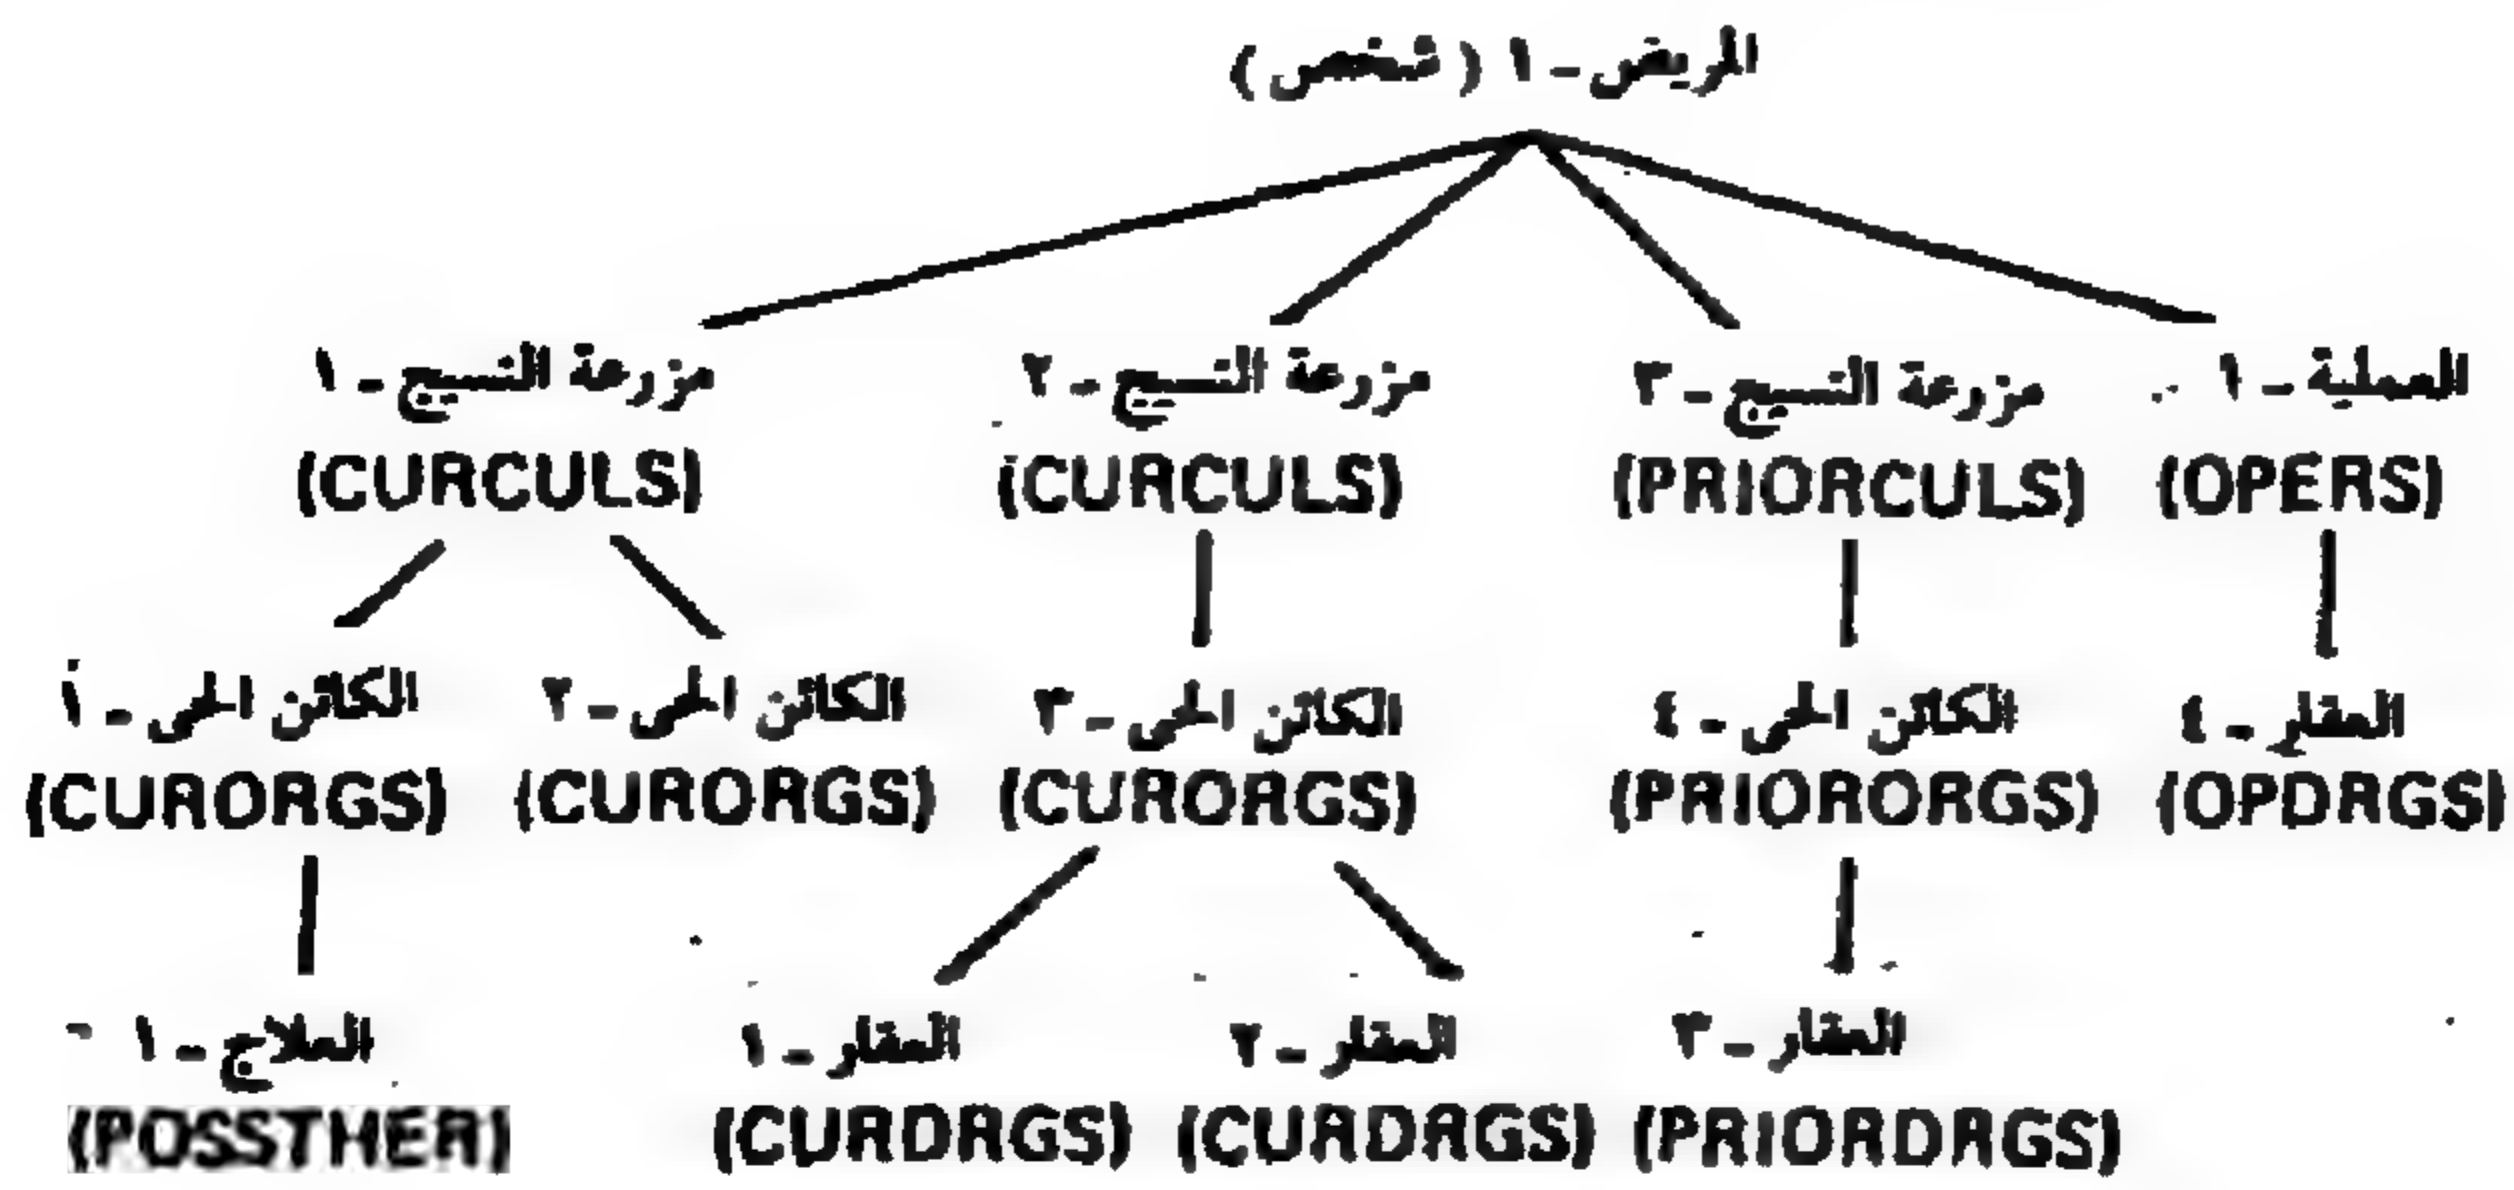 المريض - ١ (شخص)
مزرعة النسيج - ١
(CURCULS)
مزرعة النسيج - ٢
(CURCULS)
مزرعة النسيج - ٣
(PRIORCULS)
العملية - ١
(OPERS)
الكائن الحى - ١
(CURORGS)
الكائن الحى - ٢
(CURORGS)
الكائن الحى - ٣
(CURORGS)
الكائن الحى - ٤
(PRIORORGS)
العقار - ٤
(OPDRGS)
العلاج - ١
(POSSTHER)
العقار - ١
(CURDRGS)
العقار - ٢
(CURDRGS)
العقار - ٣
(PRIORDRGS)